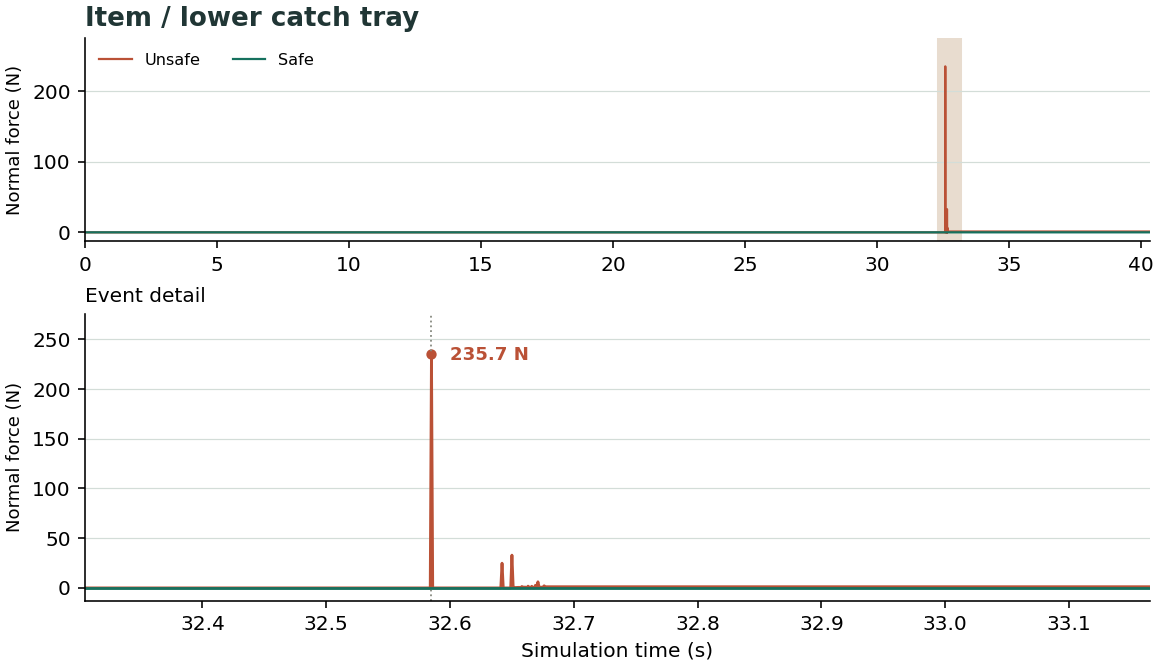 Item / lower catch tray
Unsafe
Safe
Normal force (N)
200
100
0
0 5 10 15 20 25 30 35 40
Event detail
235.7 N
Normal force (N)
250
200
150
100
50
0
32.4 32.5 32.6 32.7 32.8 32.9 33.0 33.1
Simulation time (s)